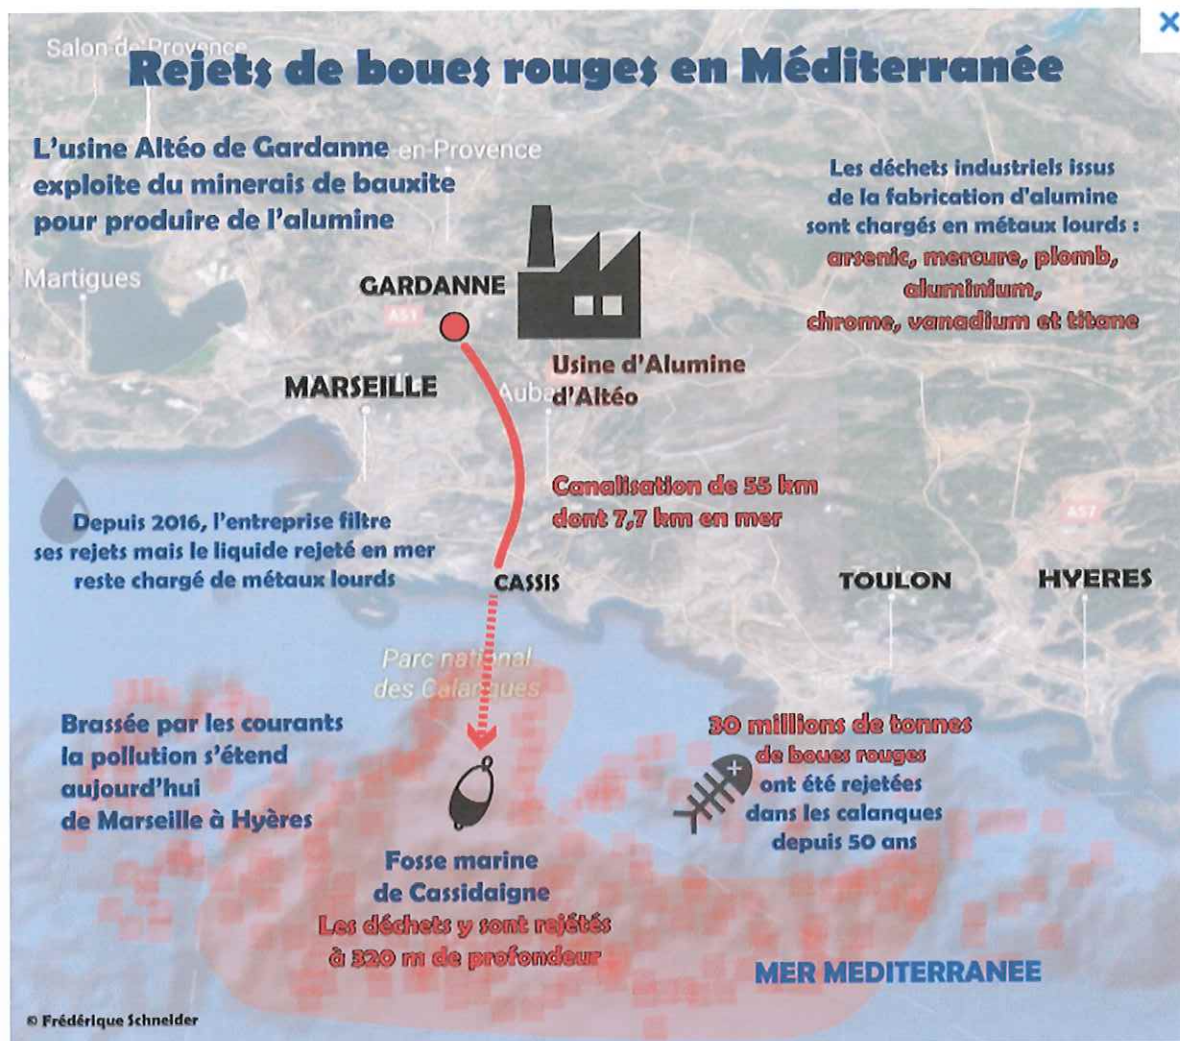 Salon de Provence
Rejets de boues rouges en Méditerranée
L'usine Altéo de Gardanne
en-Provence
exploite du minerais de bauxite
pour produire de l'alumine
Les déchets industriels issus
de la fabrication d'alumine
sont chargés en métaux lourds :
arsenic, mercure, plomb,
aluminium,
chrome, vanadium et titane
Martigues
GARDANNE
A51
Usine d'Alumine
d'Altéo
MARSEILLE
Auba
Canalisation de 55 km
dont 7,7 km en mer
A57
Depuis 2016, l'entreprise filtre
ses rejets mais le liquide rejeté en mer
reste chargé de métaux lourds
CASSIS
TOULON
HYERES
Parc national
des Calanques
Brassée par les courants
la pollution s'étend
aujourd'hui
de Marseille à Hyères
30 millions de tonnes
de boues rouges
ont été rejetées
dans les calanques
depuis 50 ans
Fosse marine
de Cassidaigne
Les déchets y sont rejétés
à 320 m de profondeur
MER MEDITERRANEE
© Frédérique Schneider